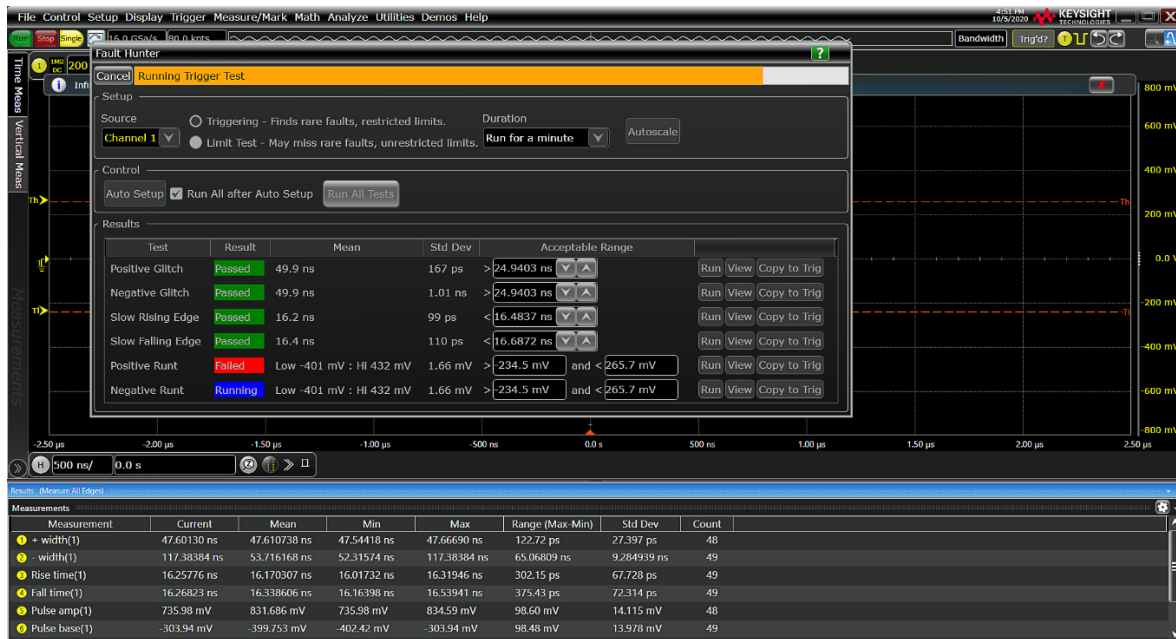 File Control Setup Display Trigger Measure/Mark Math Analyze Utilities Demos Help
4:51 PM
10/5/2020
KEYSIGHT
TECHNOLOGIES
Run Stop Single 16.0 GSa/s 80.0 kpts
Bandwidth Trig'd? T
Fault Hunter ?
Time Meas
Vertical Meas
Measurements
1 1MΩ DC 200
Cancel Running Trigger Test
i Infi
Setup
Source
Channel 1
Triggering - Finds rare faults, restricted limits.
Limit Test - May miss rare faults, unrestricted limits.
Duration
Run for a minute
Autoscale
Control
Auto Setup Run All after Auto Setup Run All Tests
Results
Test Result Mean Std Dev Acceptable Range
Positive Glitch Passed 49.9 ns 167 ps > 24.9403 ns Run View Copy to Trig
Negative Glitch Passed 49.9 ns 1.01 ns > 24.9403 ns Run View Copy to Trig
Slow Rising Edge Passed 16.2 ns 99 ps < 16.4837 ns Run View Copy to Trig
Slow Falling Edge Passed 16.4 ns 110 ps < 16.6872 ns Run View Copy to Trig
Positive Runt Failed Low -401 mV : HI 432 mV 1.66 mV > -234.5 mV and < 265.7 mV Run View Copy to Trig
Negative Runt Running Low -401 mV : HI 432 mV 1.66 mV > -234.5 mV and < 265.7 mV Run View Copy to Trig
800 mV
600 mV
400 mV
Th Th
200 mV
0.0 V
-200 mV
Tl Tl
-400 mV
-600 mV
-800 mV
-2.50 µs -2.00 µs -1.50 µs -1.00 µs -500 ns 0.0 s 500 ns 1.00 µs 1.50 µs 2.00 µs 2.50 µs
H 500 ns/ 0.0 s
Results (Measure All Edges)
Measurements
Measurement Current Mean Min Max Range (Max-Min) Std Dev Count
1 + width(1) 47.60130 ns 47.610738 ns 47.54418 ns 47.66690 ns 122.72 ps 27.397 ps 48
2 - width(1) 117.38384 ns 53.716168 ns 52.31574 ns 117.38384 ns 65.06809 ns 9.284939 ns 49
3 Rise time(1) 16.25776 ns 16.170307 ns 16.01732 ns 16.31946 ns 302.15 ps 67.728 ps 49
4 Fall time(1) 16.26823 ns 16.338606 ns 16.16398 ns 16.53941 ns 375.43 ps 72.314 ps 49
5 Pulse amp(1) 735.98 mV 831.686 mV 735.98 mV 834.59 mV 98.60 mV 14.115 mV 48
6 Pulse base(1) -303.94 mV -399.753 mV -402.42 mV -303.94 mV 98.48 mV 13.978 mV 49